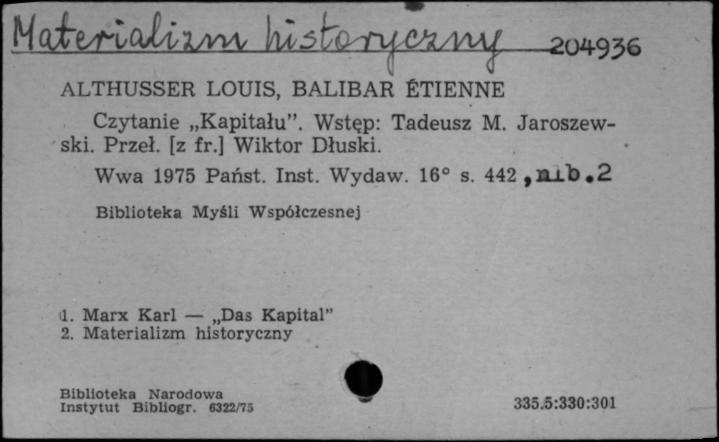 Materializm historyczny 204936
ALTHUSSER LOUIS, BALIBAR ÉTIENNE
Czytanie „Kapitału”. Wstęp: Tadeusz M. Jaroszew-
ski. Przeł. [z fr.] Wiktor Dłuski.
Wwa 1975 Państ. Inst. Wydaw. 16° s. 442, nlb.2
Biblioteka Myśli Współczesnej
1. Marx Karl — „Das Kapital”
2. Materializm historyczny
Biblioteka Narodowa
Instytut Bibliogr. 6322/75 335.5:330:301